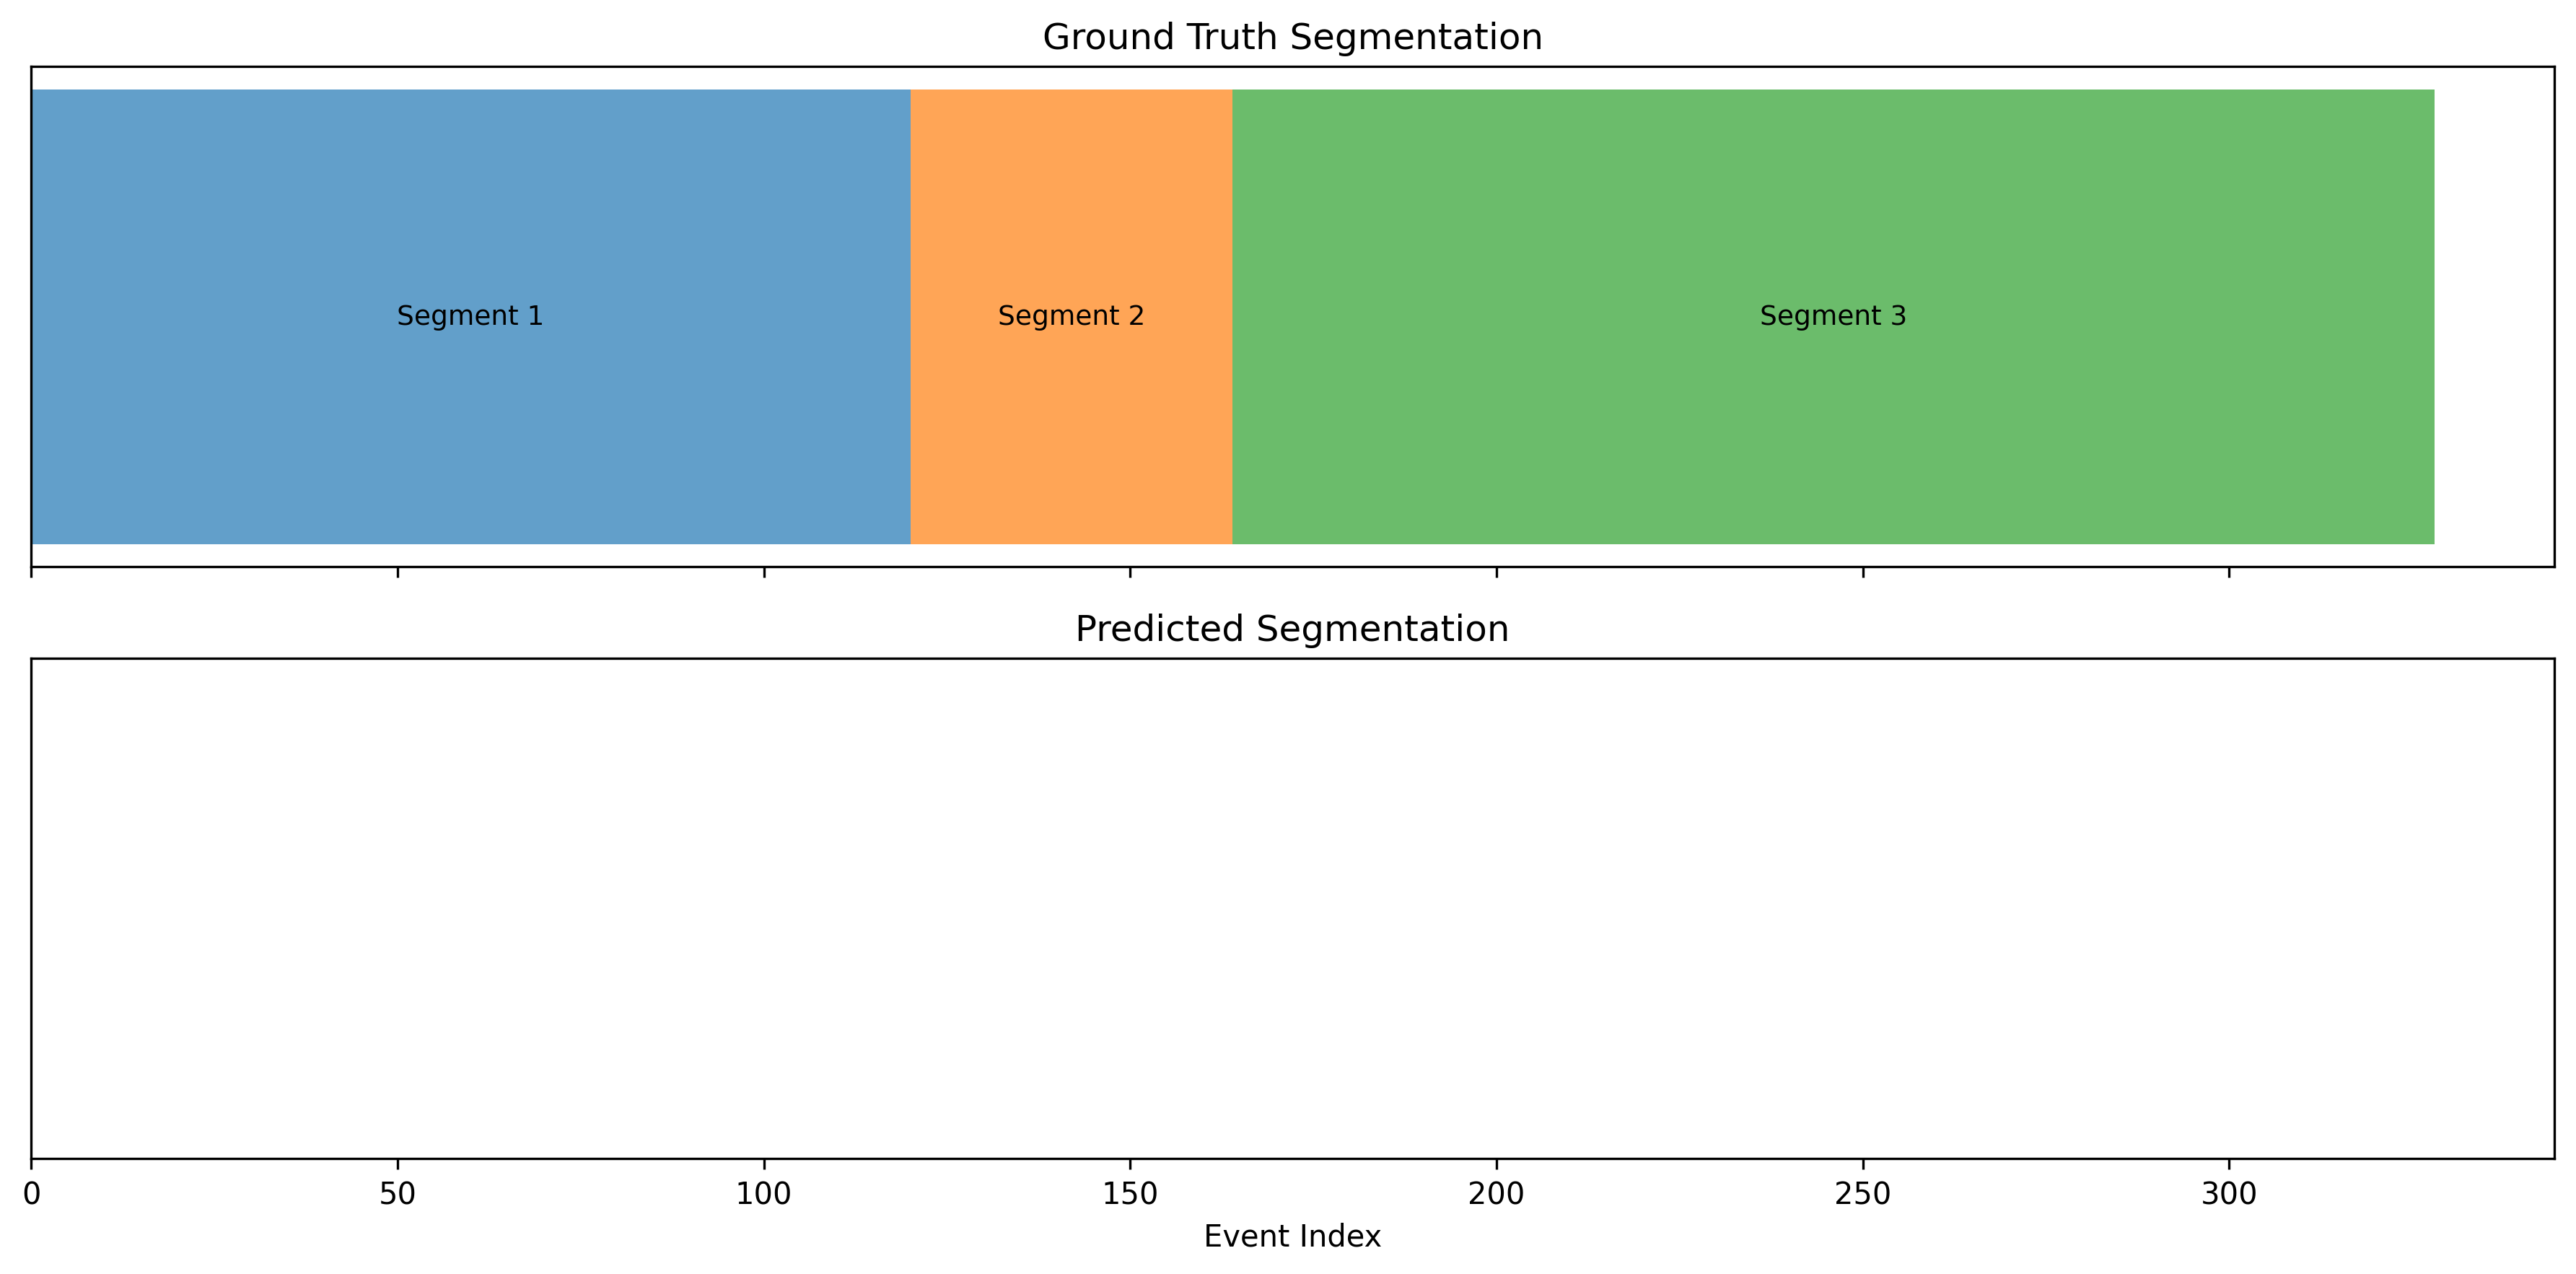 Ground Truth Segmentation
Segment 1 Segment 2 Segment 3
Predicted Segmentation
0 50 100 150 200 250 300
Event Index